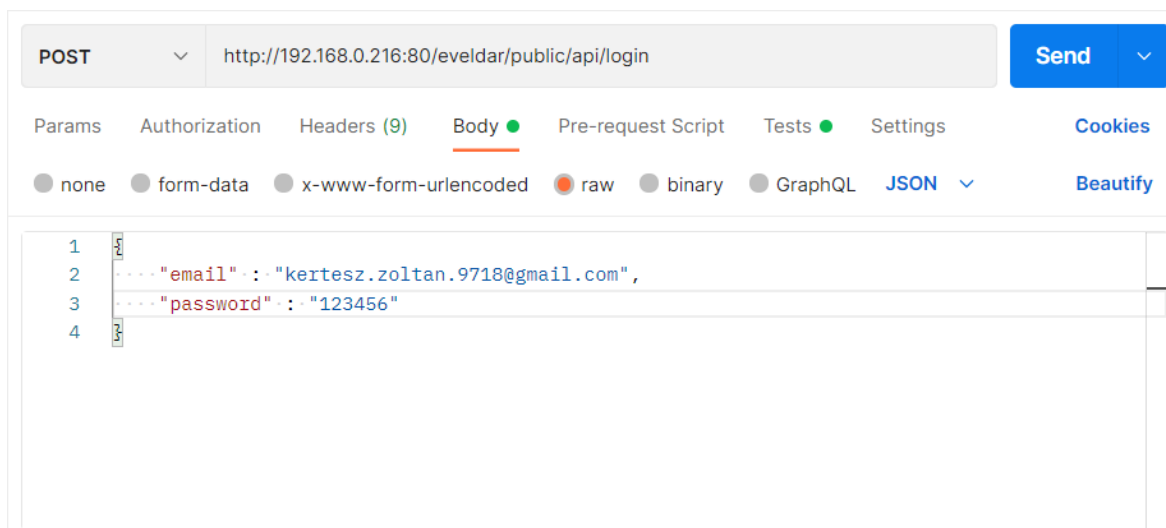 POST http://192.168.0.216:80/eveldar/public/api/login Send
Params Authorization Headers (9) Body Pre-request Script Tests Settings Cookies
none form-data x-www-form-urlencoded raw binary GraphQL JSON Beautify
1 {
2 "email" : "kertesz.zoltan.9718@gmail.com",
3 "password" : "123456"
4 }